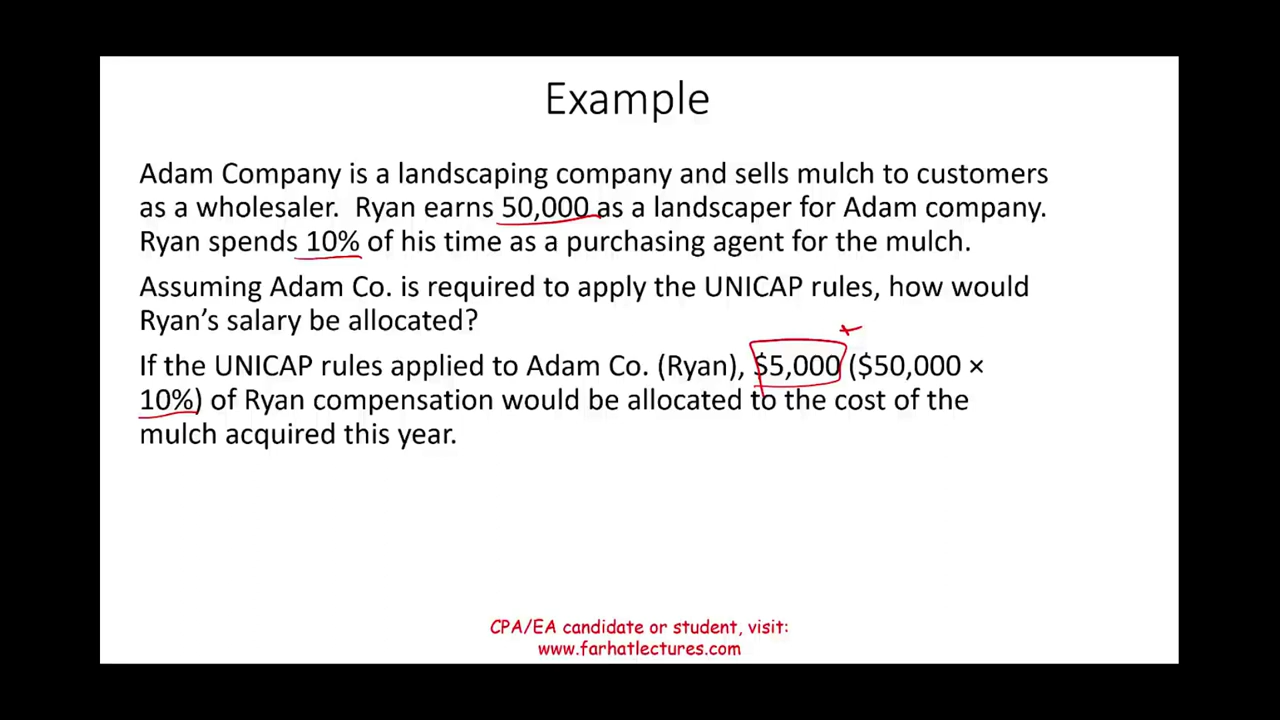 Example
Adam Company is a landscaping company and sells mulch to customers
as a wholesaler. Ryan earns 50,000 as a landscaper for Adam company.
Ryan spends 10% of his time as a purchasing agent for the mulch.
Assuming Adam Co. is required to apply the UNICAP rules, how would
Ryan’s salary be allocated?
If the UNICAP rules applied to Adam Co. (Ryan), $5,000 ($50,000 ×
10%) of Ryan compensation would be allocated to the cost of the
mulch acquired this year.
CPA/EA candidate or student, visit:
www.farhatlectures.com